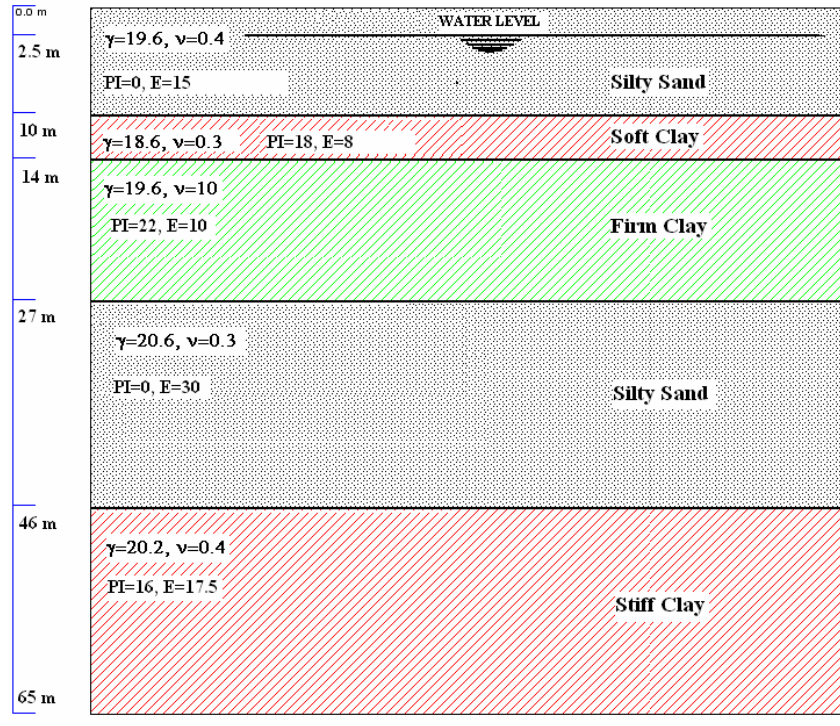 0.0 m
WATER LEVEL
γ=19.6, ν=0.4
2.5 m
PI=0, E=15
Silty Sand
10 m
γ=18.6, ν=0.3
PI=18, E=8
Soft Clay
14 m
γ=19.6, ν=10
PI=22, E=10
Firm Clay
27 m
γ=20.6, ν=0.3
PI=0, E=30
Silty Sand
46 m
γ=20.2, ν=0.4
PI=16, E=17.5
Stiff Clay
65 m